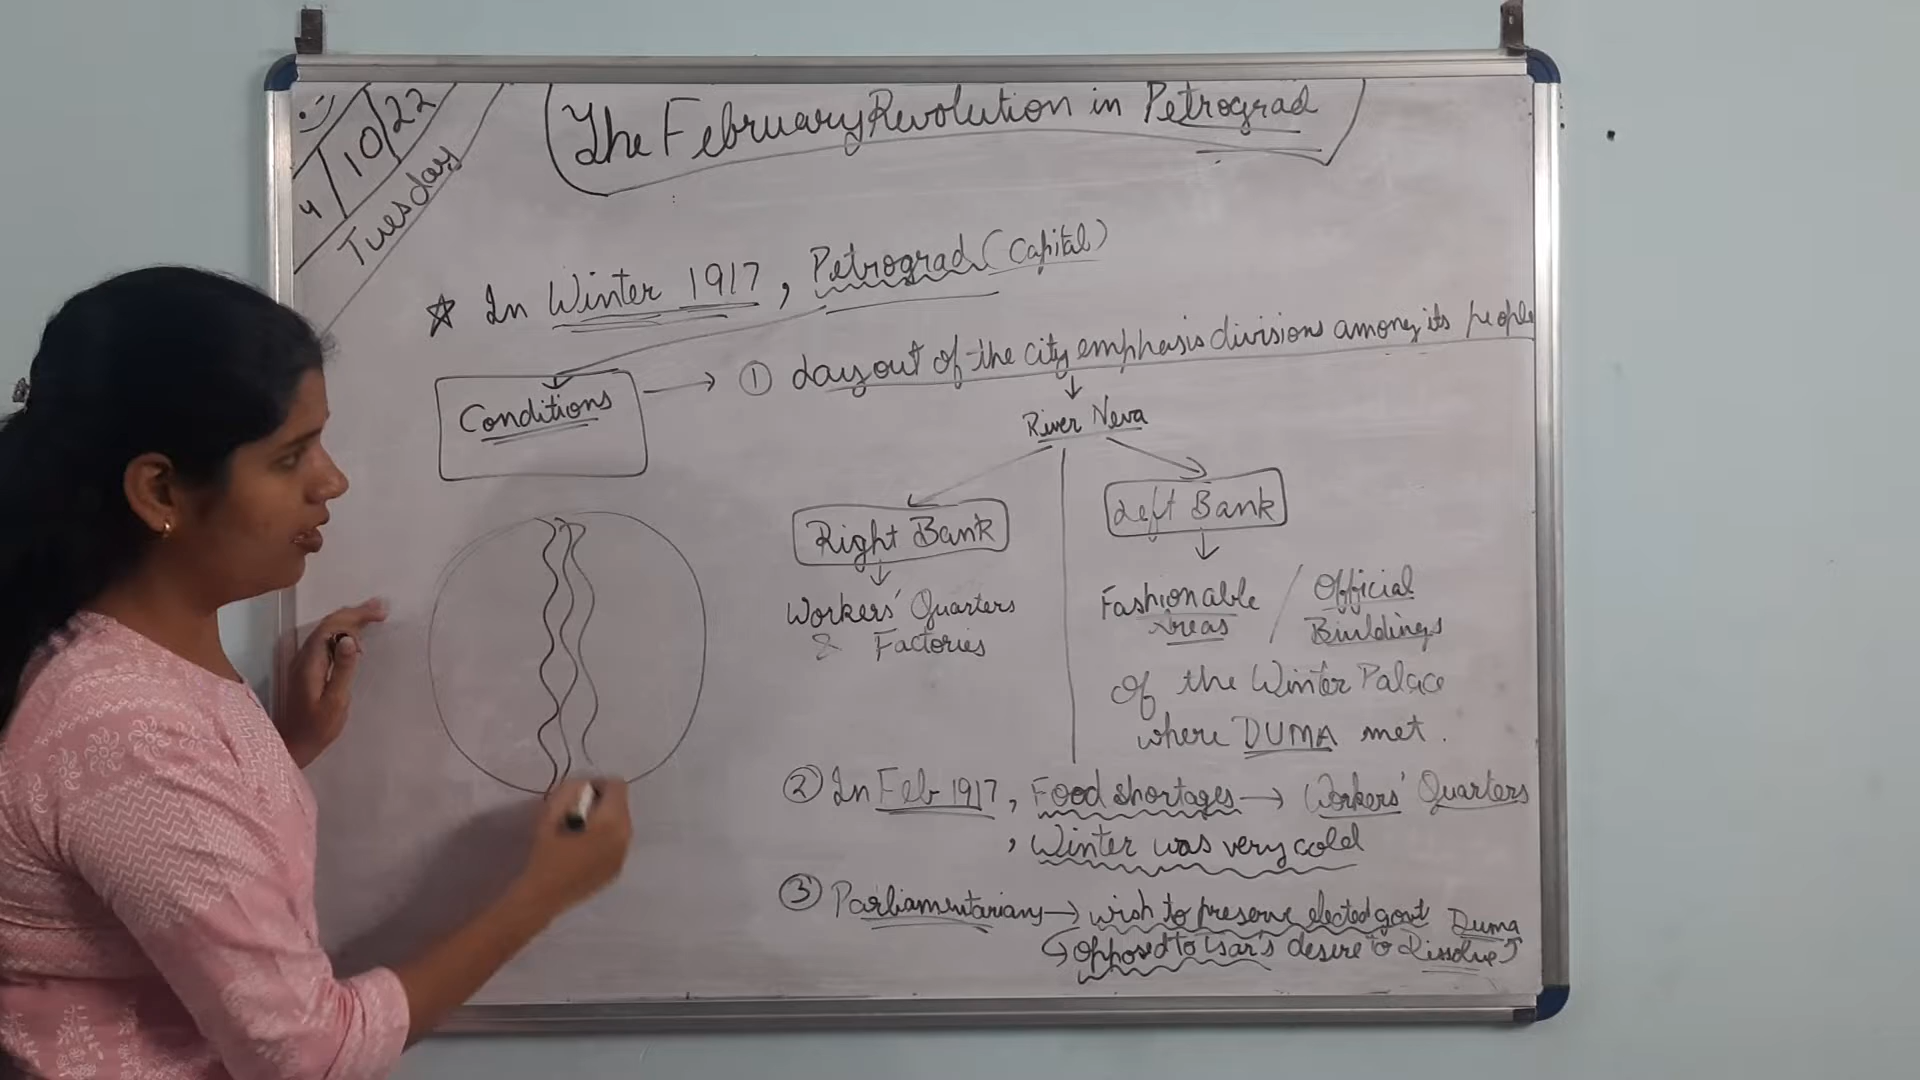 4/10/22
Tuesday
The February Revolution in Petrograd
In Winter 1917, Petrograd (Capital)
Conditions → ① Layout of the city emphasis divisions among its people
River Neva
Right Bank
Left Bank
Workers' Quarters
& Factories
Fashionable Areas / Official Buildings
of the Winter Palace
where DUMA met.
② In Feb 1917, Food shortages → Workers' Quarters
, Winter was very cold
③ Parliamentarians → wish to preserve elected govt Duma
opposed to tsar's desire to Dissolve